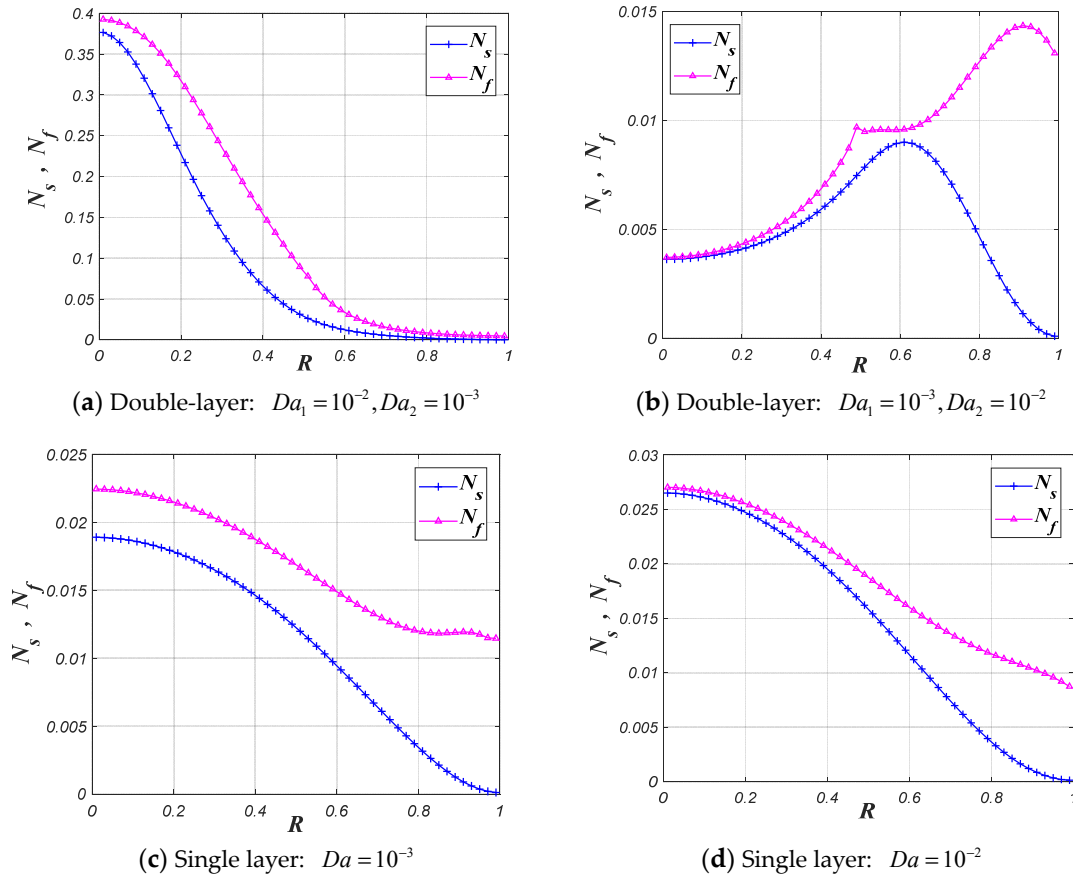 0.4
0.35
0.3
0.25
0.2
0.15
0.1
0.05
0
N_s , N_f
N_s
N_f
0 0.2 0.4 0.6 0.8 1
R
(a) Double-layer: Da₁ = 10⁻², Da₂ = 10⁻³
0.015
0.01
0.005
0
N_s , N_f
N_s
N_f
0 0.2 0.4 0.6 0.8 1
R
(b) Double-layer: Da₁ = 10⁻³, Da₂ = 10⁻²
0.025
0.02
0.015
0.01
0.005
0
N_s , N_f
N_s
N_f
0 0.2 0.4 0.6 0.8 1
R
(c) Single layer: Da = 10⁻³
0.03
0.025
0.02
0.015
0.01
0.005
0
N_s , N_f
N_s
N_f
0 0.2 0.4 0.6 0.8 1
R
(d) Single layer: Da = 10⁻²